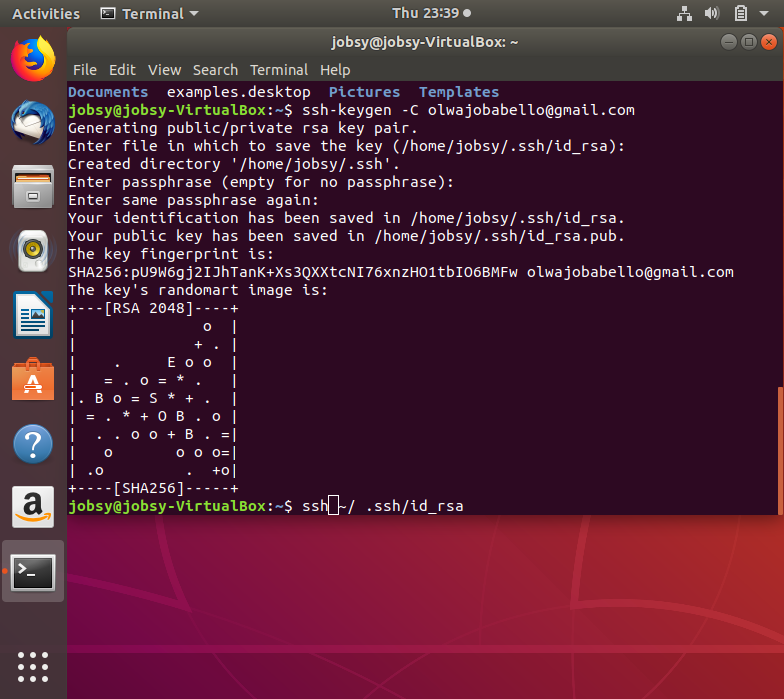 Activities Terminal Thu 23:39
jobsy@jobsy-VirtualBox: ~
File Edit View Search Terminal Help
Documents  examples.desktop  Pictures  Templates
jobsy@jobsy-VirtualBox:~$ ssh-keygen -C olwajobabello@gmail.com
Generating public/private rsa key pair.
Enter file in which to save the key (/home/jobsy/.ssh/id_rsa):
Created directory '/home/jobsy/.ssh'.
Enter passphrase (empty for no passphrase):
Enter same passphrase again:
Your identification has been saved in /home/jobsy/.ssh/id_rsa.
Your public key has been saved in /home/jobsy/.ssh/id_rsa.pub.
The key fingerprint is:
SHA256:pU9W6gj2IJhTanK+Xs3QXXtcNI76xnzHO1tbIO6BMFw olwajobabello@gmail.com
The key's randomart image is:
+---[RSA 2048]----+
|               o  |
|              + . |
|     .     E o o  |
|    = . o = * .   |
|. B o = S * + .  |
| = . * + O B . o |
|  . . o o + B . =|
|   o       o o o=|
| .o         .  +o|
+----[SHA256]-----+
jobsy@jobsy-VirtualBox:~$ ssh ~/ .ssh/id_rsa